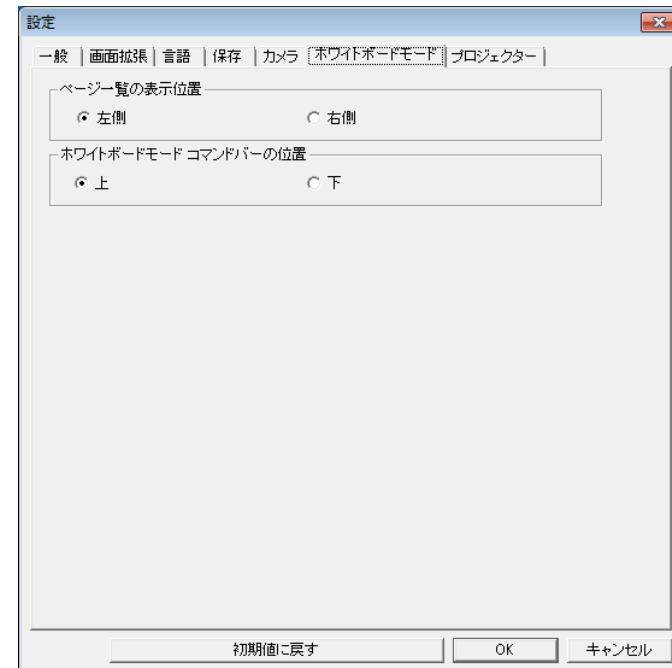 設定
一般 画面拡張 言語 保存 カメラ ホワイトボードモード プロジェクター
ページ一覧の表示位置
左側 右側
ホワイトボードモード コマンドバーの位置
上 下
初期値に戻す OK キャンセル